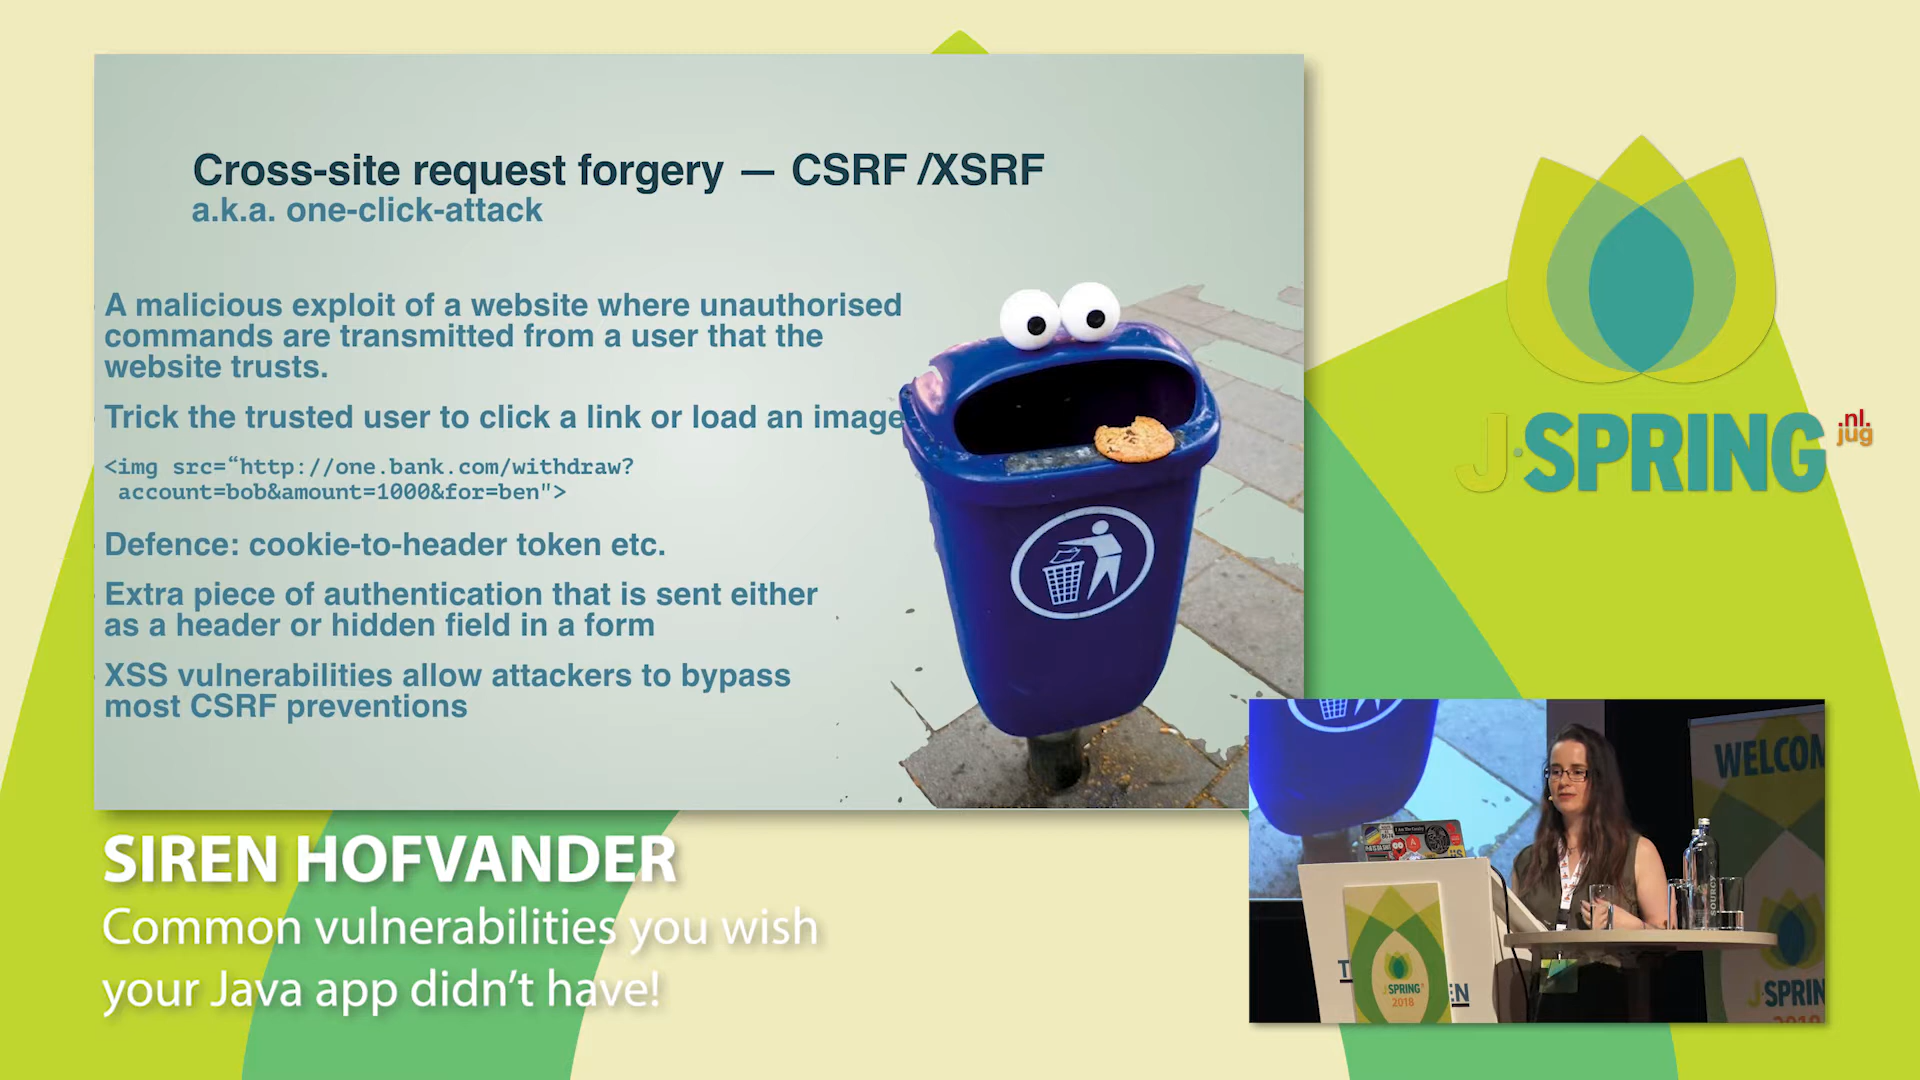 Cross-site request forgery — CSRF /XSRF
a.k.a. one-click-attack
A malicious exploit of a website where unauthorised
commands are transmitted from a user that the
website trusts.
Trick the trusted user to click a link or load an image
<img src=“http://one.bank.com/withdraw?
account=bob&amount=1000&for=ben">
Defence: cookie-to-header token etc.
Extra piece of authentication that is sent either
as a header or hidden field in a form
XSS vulnerabilities allow attackers to bypass
most CSRF preventions
J·SPRING
.nl.
jug
SIREN HOFVANDER
Common vulnerabilities you wish
your Java app didn’t have!
WELCOM
SOURCY
J·SPRING
2018
J·SPRIN
2018